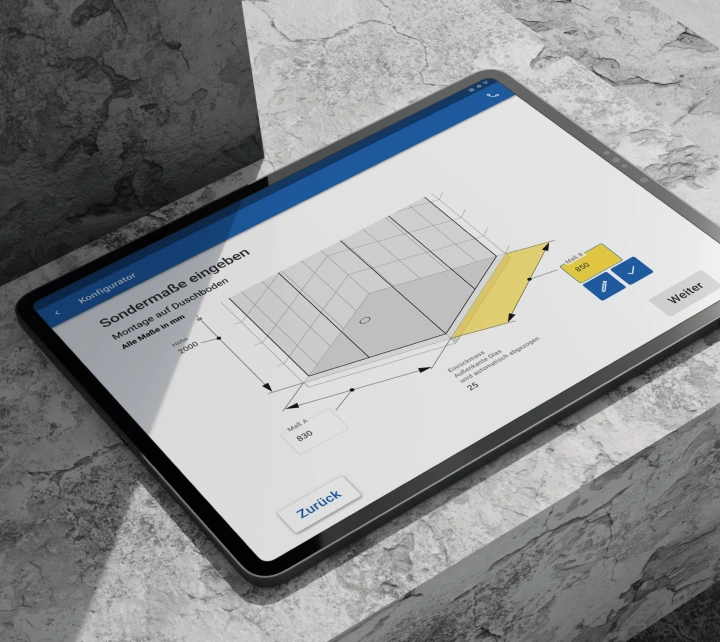 Konfigurator
Sondermaße eingeben
Montage auf Duschboden
Alle Maße in mm
Höhe
2000
Maß A
830
Maß B
850
Einrückmass
Außenkante Glas
wird automatisch abgezogen
25
Zurück
Weiter